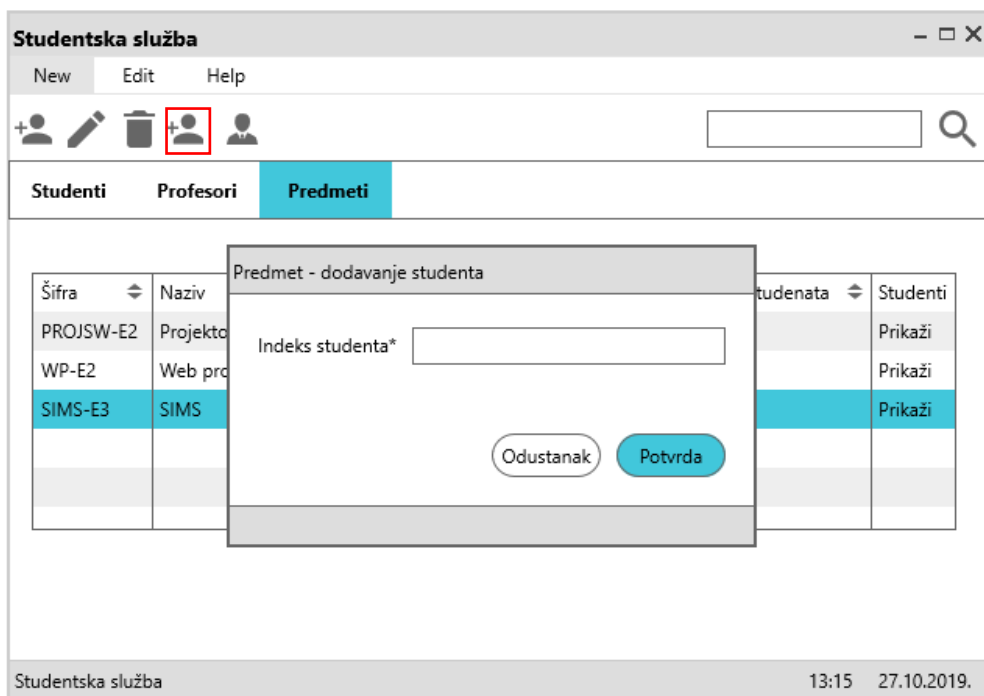 Studentska služba
New Edit Help
Studenti Profesori Predmeti
Predmet - dodavanje studenta
Šifra Naziv tudenata Studenti
PROJSW-E2 Projekto Prikaži
Indeks studenta*
WP-E2 Web pro Prikaži
SIMS-E3 SIMS Prikaži
Odustanak Potvrda
Studentska služba 13:15 27.10.2019.